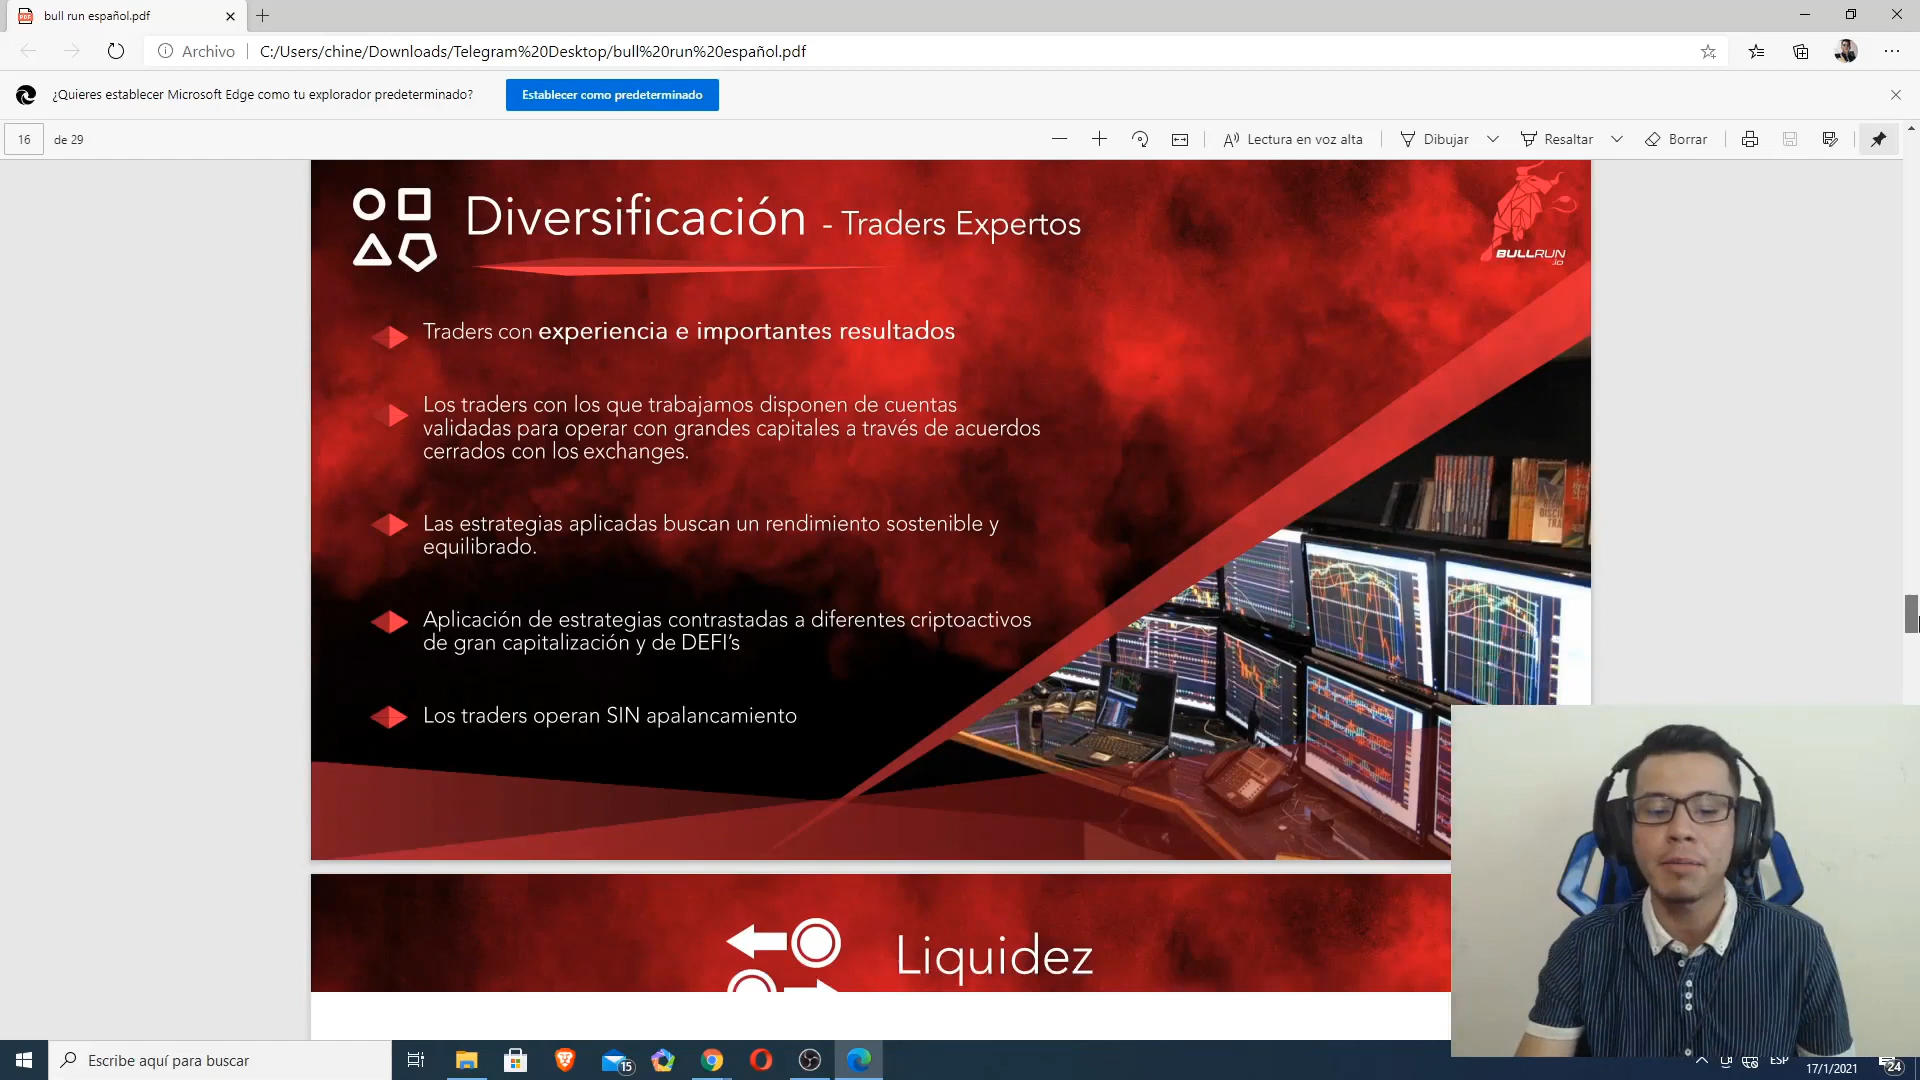 bull run español.pdf
Archivo
C:/Users/chine/Downloads/Telegram%20Desktop/bull%20run%20español.pdf
¿Quieres establecer Microsoft Edge como tu explorador predeterminado?
Establecer como predeterminado
16 de 29
Lectura en voz alta
Dibujar
Resaltar
Borrar
Diversificación - Traders Expertos
BULLRUN
.io
Traders con experiencia e importantes resultados
Los traders con los que trabajamos disponen de cuentas
validadas para operar con grandes capitales a través de acuerdos
cerrados con los exchanges.
Las estrategias aplicadas buscan un rendimiento sostenible y
equilibrado.
Aplicación de estrategias contrastadas a diferentes criptoactivos
de gran capitalización y de DEFI's
Los traders operan SIN apalancamiento
Liquidez
Escribe aquí para buscar
15
ESP
17/1/2021
24